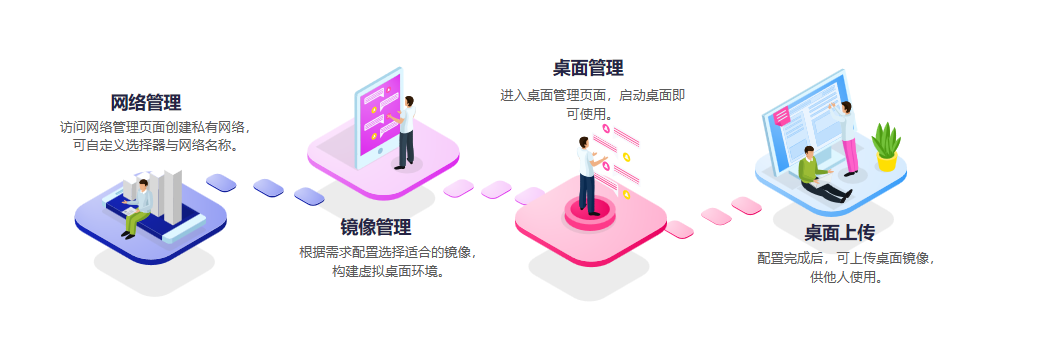 网络管理
访问网络管理页面创建私有网络，
可自定义选择器与网络名称。
镜像管理
根据需求配置选择适合的镜像，
构建虚拟桌面环境。
桌面管理
进入桌面管理页面，启动桌面即
可使用。
桌面上传
配置完成后，可上传桌面镜像，
供他人使用。